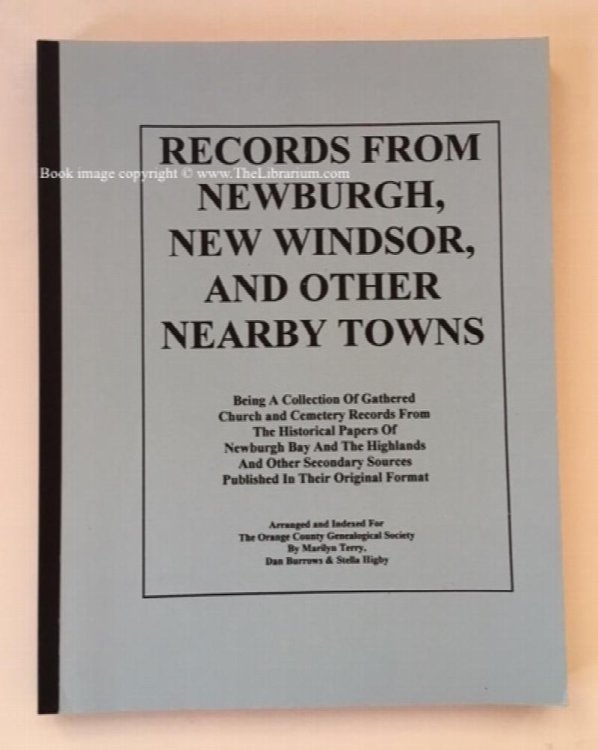 RECORDS FROM
Book image copyright © www.TheLibrarium.com
NEWBURGH,
NEW WINDSOR,
AND OTHER
NEARBY TOWNS
Being A Collection Of Gathered
Church and Cemetery Records From
The Historical Papers Of
Newburgh Bay And The Highlands
And Other Secondary Sources
Published In Their Original Format
Arranged and Indexed For
The Orange County Genealogical Society
By Marilyn Terry,
Dan Burrows & Stella Higby